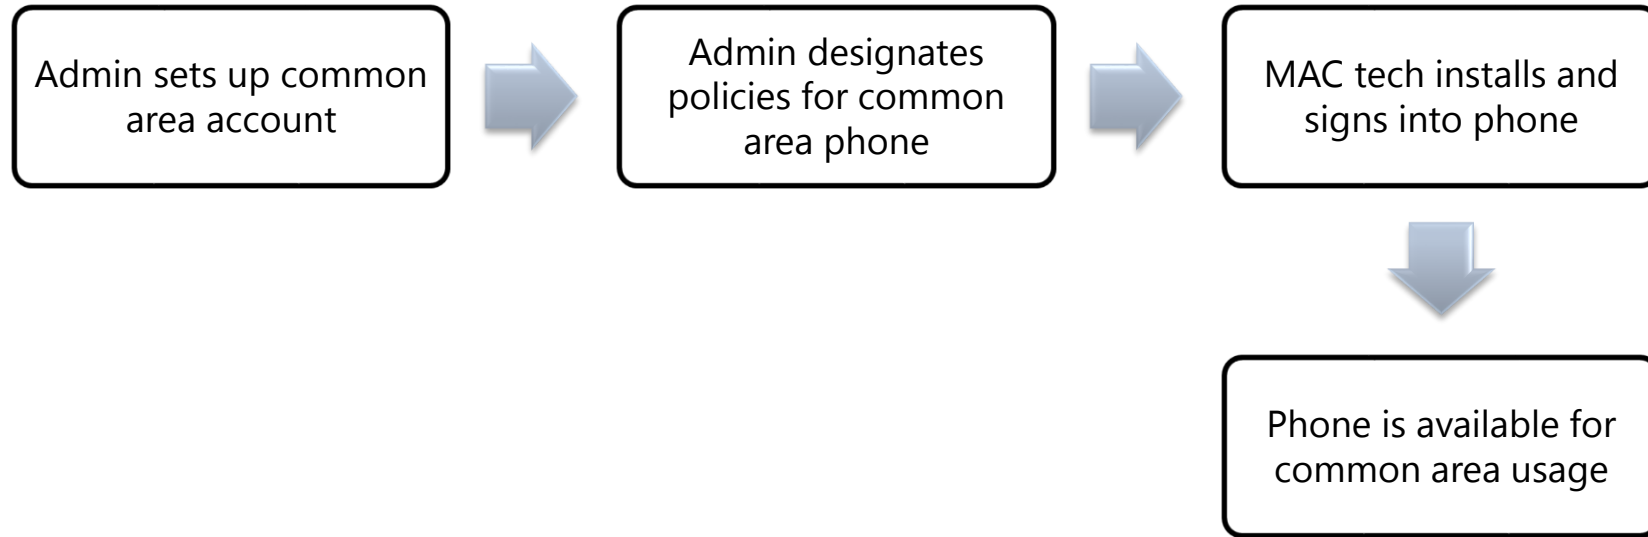 Admin sets up common
area account
Admin designates
policies for common
area phone
MAC tech installs and
signs into phone
Phone is available for
common area usage